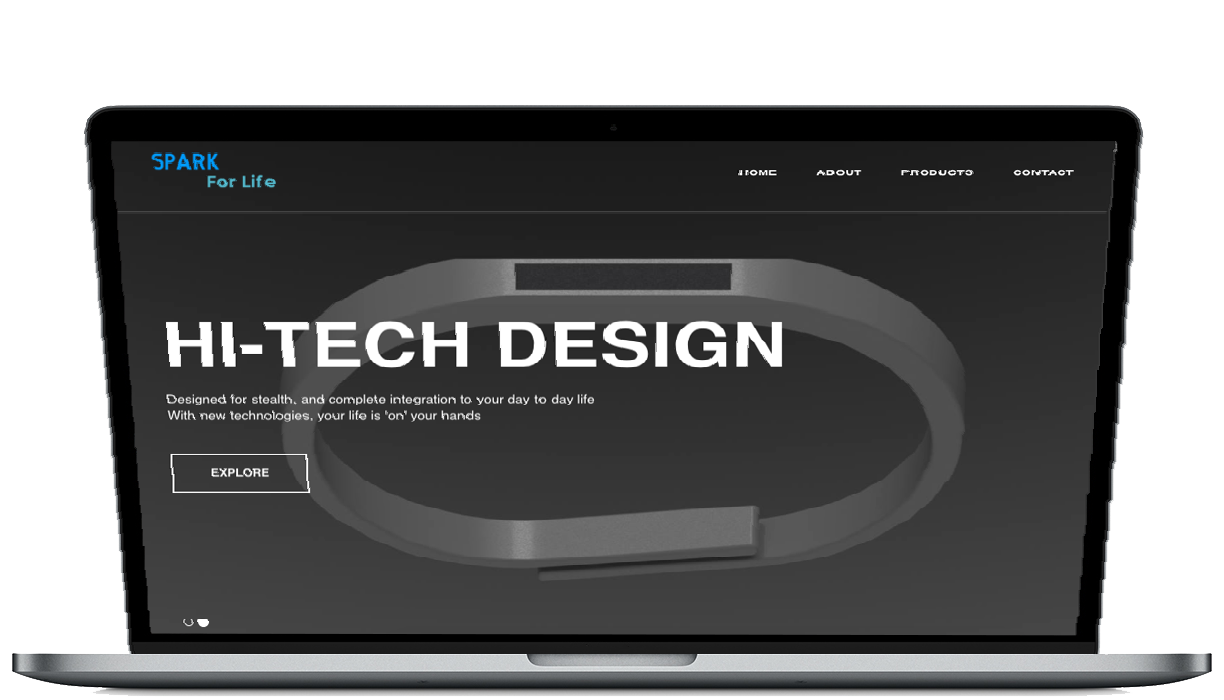 SPARK
For Life
HOME ABOUT PRODUCTS CONTACT
HI-TECH DESIGN
Designed for stealth, and complete integration to your day to day life
With new technologies, your life is 'on' your hands
EXPLORE